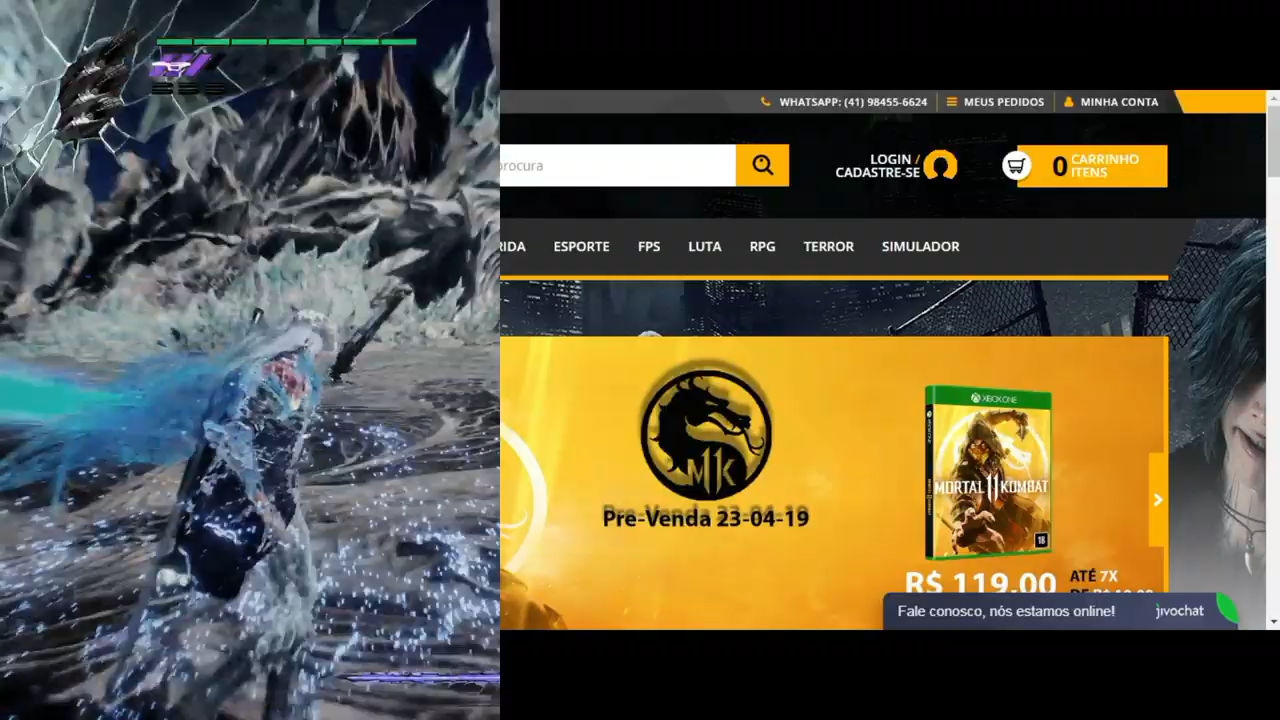 WHATSAPP: (41) 98455-6624
MEUS PEDIDOS
MINHA CONTA
procura
LOGIN /
CADASTRE-SE
0
CARRINHO
ITENS
RIDA
ESPORTE
FPS
LUTA
RPG
TERROR
SIMULADOR
MK
Pre-Venda 23-04-19
XBOX ONE
MORTAL 11 KOMBAT
18
R$ 119,00
ATÉ 7X
Fale conosco, nós estamos online!
jivochat